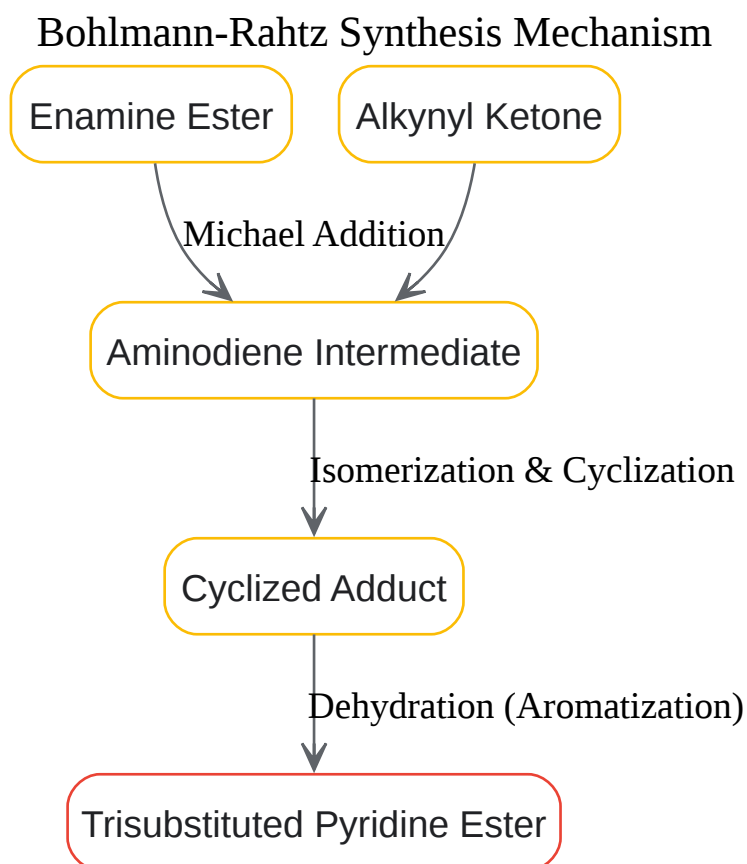 Bohlmann-Rahtz Synthesis Mechanism
Enamine Ester
Alkynyl Ketone
Michael Addition
Aminodiene Intermediate
Isomerization & Cyclization
Cyclized Adduct
Dehydration (Aromatization)
Trisubstituted Pyridine Ester